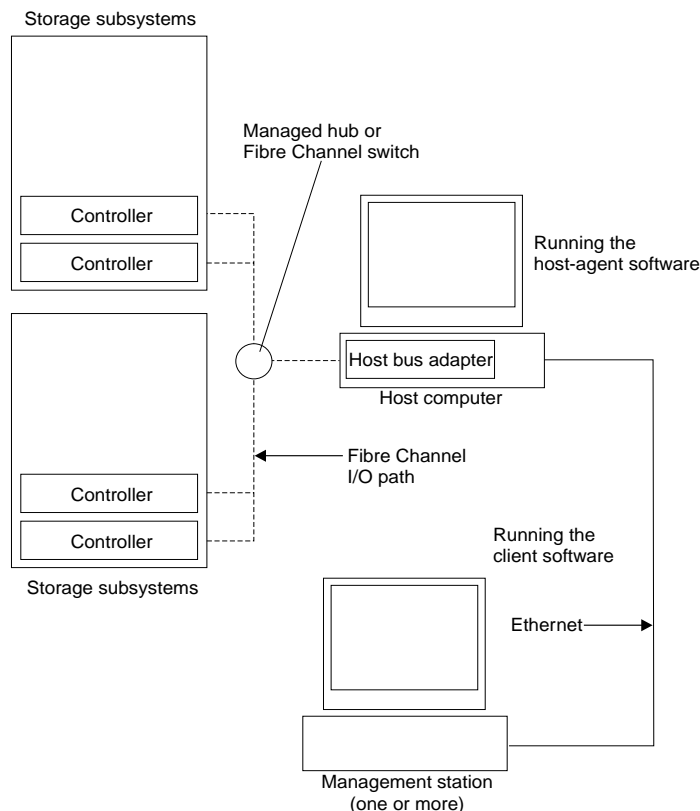 Storage subsystems
Controller
Controller
Managed hub or
Fibre Channel switch
Running the
host-agent software
Host bus adapter
Host computer
Fibre Channel
I/O path
Controller
Controller
Storage subsystems
Running the
client software
Ethernet
Management station
(one or more)